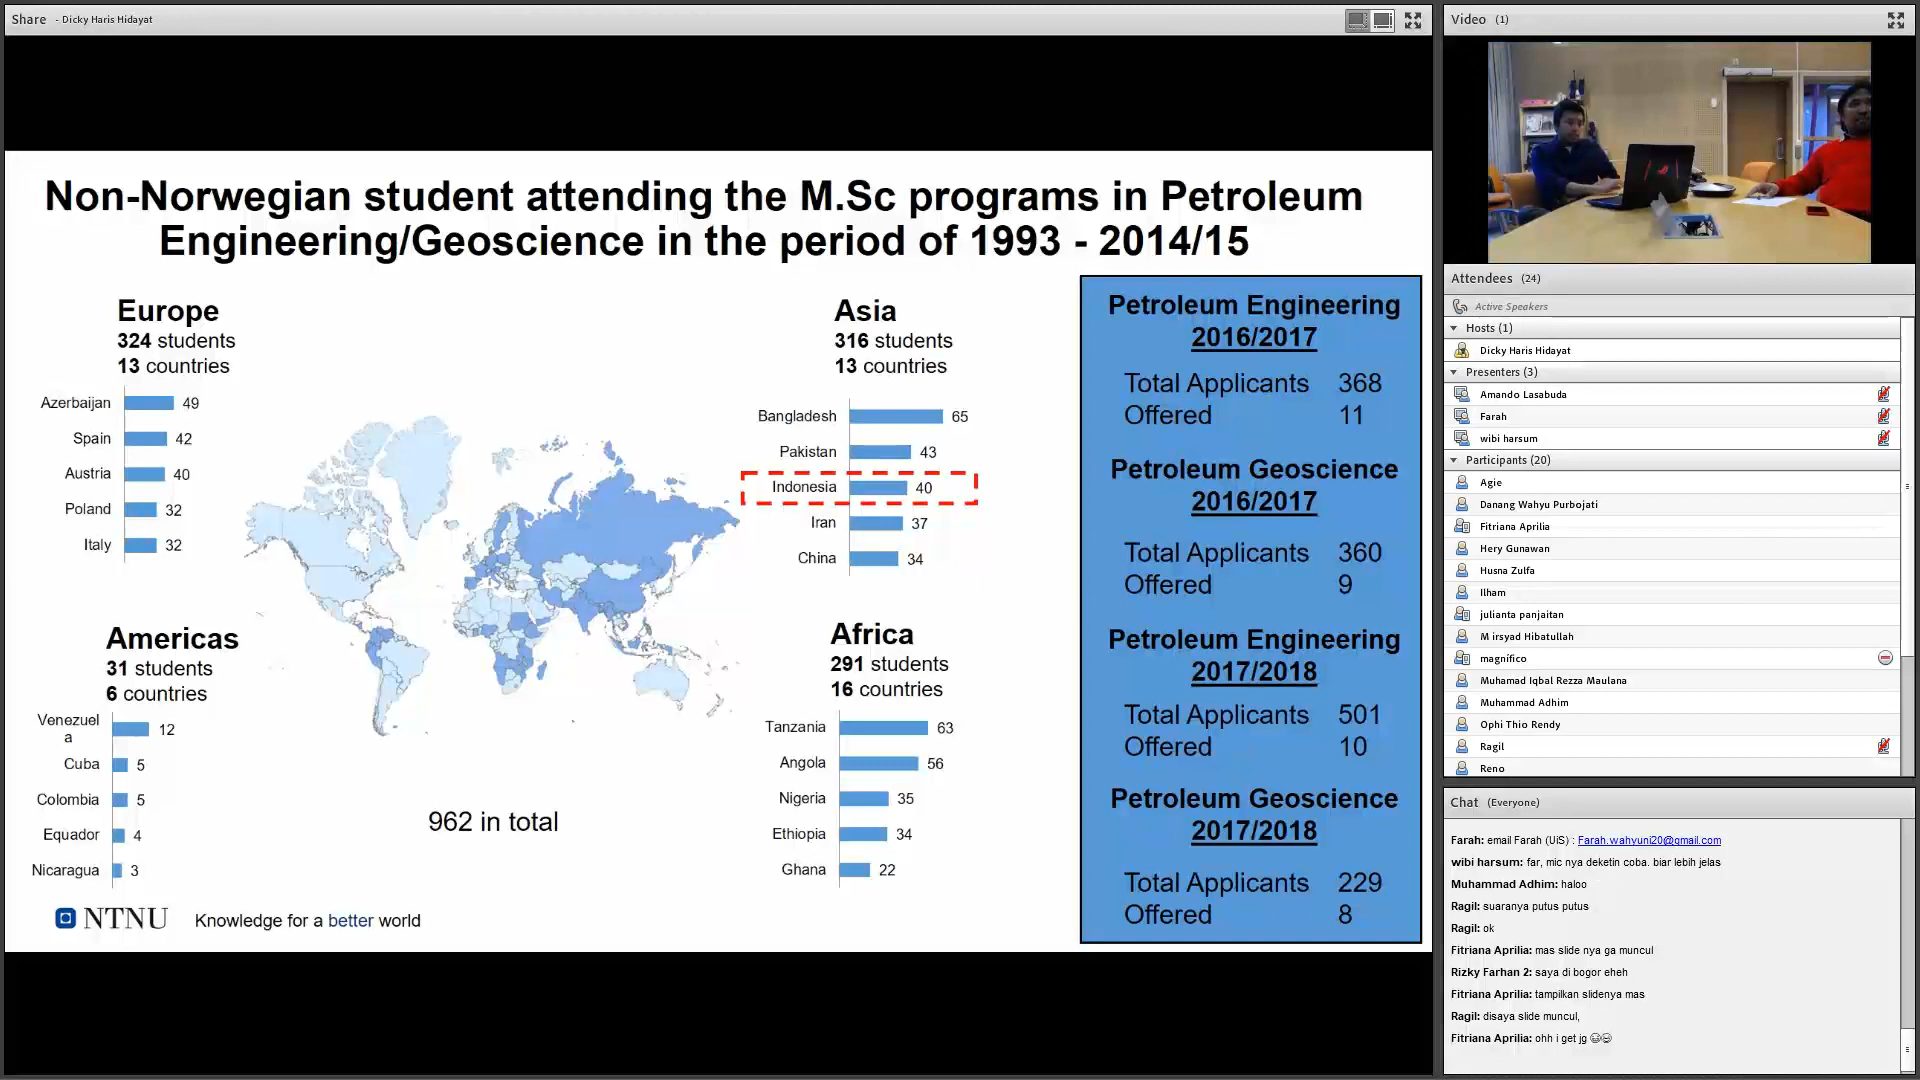 Share - Dicky Haris Hidayat
Non-Norwegian student attending the M.Sc programs in Petroleum
Engineering/Geoscience in the period of 1993 - 2014/15
Europe
324 students
13 countries
Azerbaijan 49
Spain 42
Austria 40
Poland 32
Italy 32
Asia
316 students
13 countries
Bangladesh 65
Pakistan 43
Indonesia 40
Iran 37
China 34
Americas
31 students
6 countries
Venezuel
a 12
Cuba 5
Colombia 5
Equador 4
Nicaragua 3
Africa
291 students
16 countries
Tanzania 63
Angola 56
Nigeria 35
Ethiopia 34
Ghana 22
962 in total
NTNU Knowledge for a better world
Petroleum Engineering
2016/2017
Total Applicants 368
Offered 11
Petroleum Geoscience
2016/2017
Total Applicants 360
Offered 9
Petroleum Engineering
2017/2018
Total Applicants 501
Offered 10
Petroleum Geoscience
2017/2018
Total Applicants 229
Offered 8
Video (1)
Attendees (24)
Active Speakers
Hosts (1)
Dicky Haris Hidayat
Presenters (3)
Amando Lasabuda
Farah
wibi harsum
Participants (20)
Agie
Danang Wahyu Purbojati
Fitriana Aprilia
Hery Gunawan
Husna Zulfa
Ilham
julianta panjaitan
M irsyad Hibatullah
magnifico
Muhamad Iqbal Rezza Maulana
Muhammad Adhim
Ophi Thio Rendy
Ragil
Reno
Chat (Everyone)
Farah: email Farah (UiS) : Farah.wahyuni20@gmail.com
wibi harsum: far, mic nya deketin coba. biar lebih jelas
Muhammad Adhim: haloo
Ragil: suaranya putus putus
Ragil: ok
Fitriana Aprilia: mas slide nya ga muncul
Rizky Farhan 2: saya di bogor eheh
Fitriana Aprilia: tampilkan slidenya mas
Ragil: disaya slide muncul,
Fitriana Aprilia: ohh i get jg 😄😄